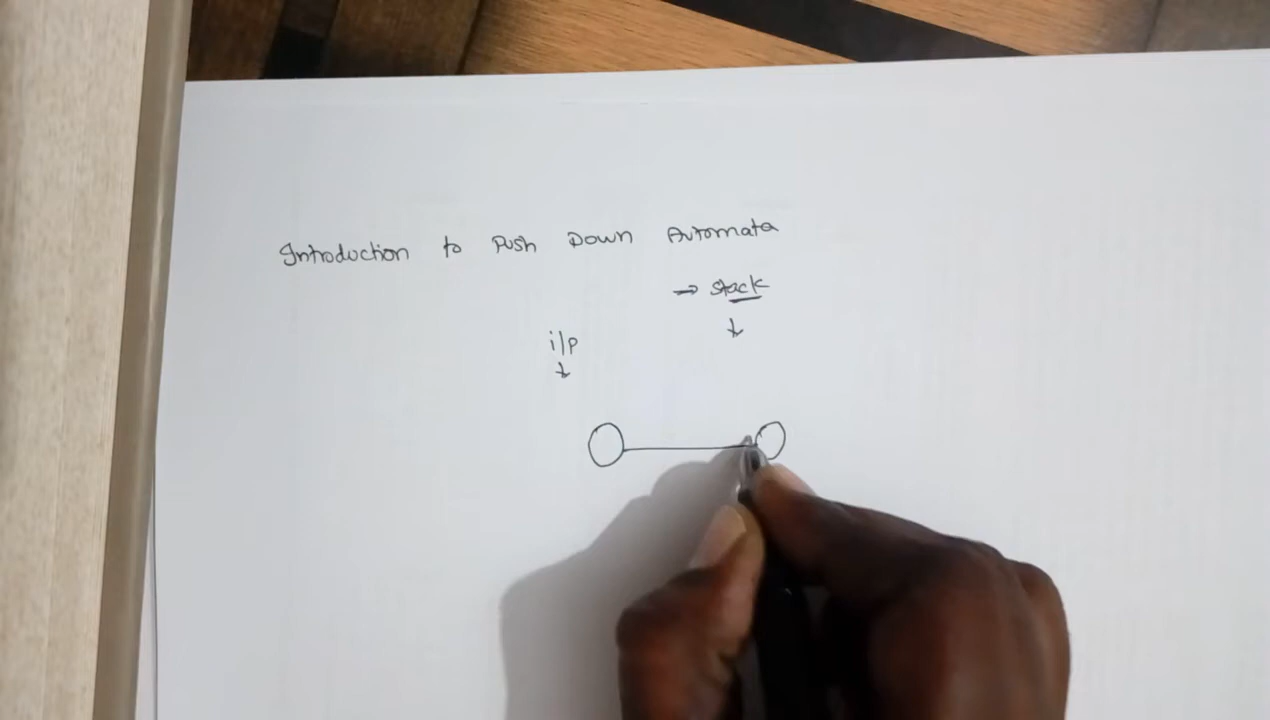 Introduction to Push Down Automata
→ stack
i/p